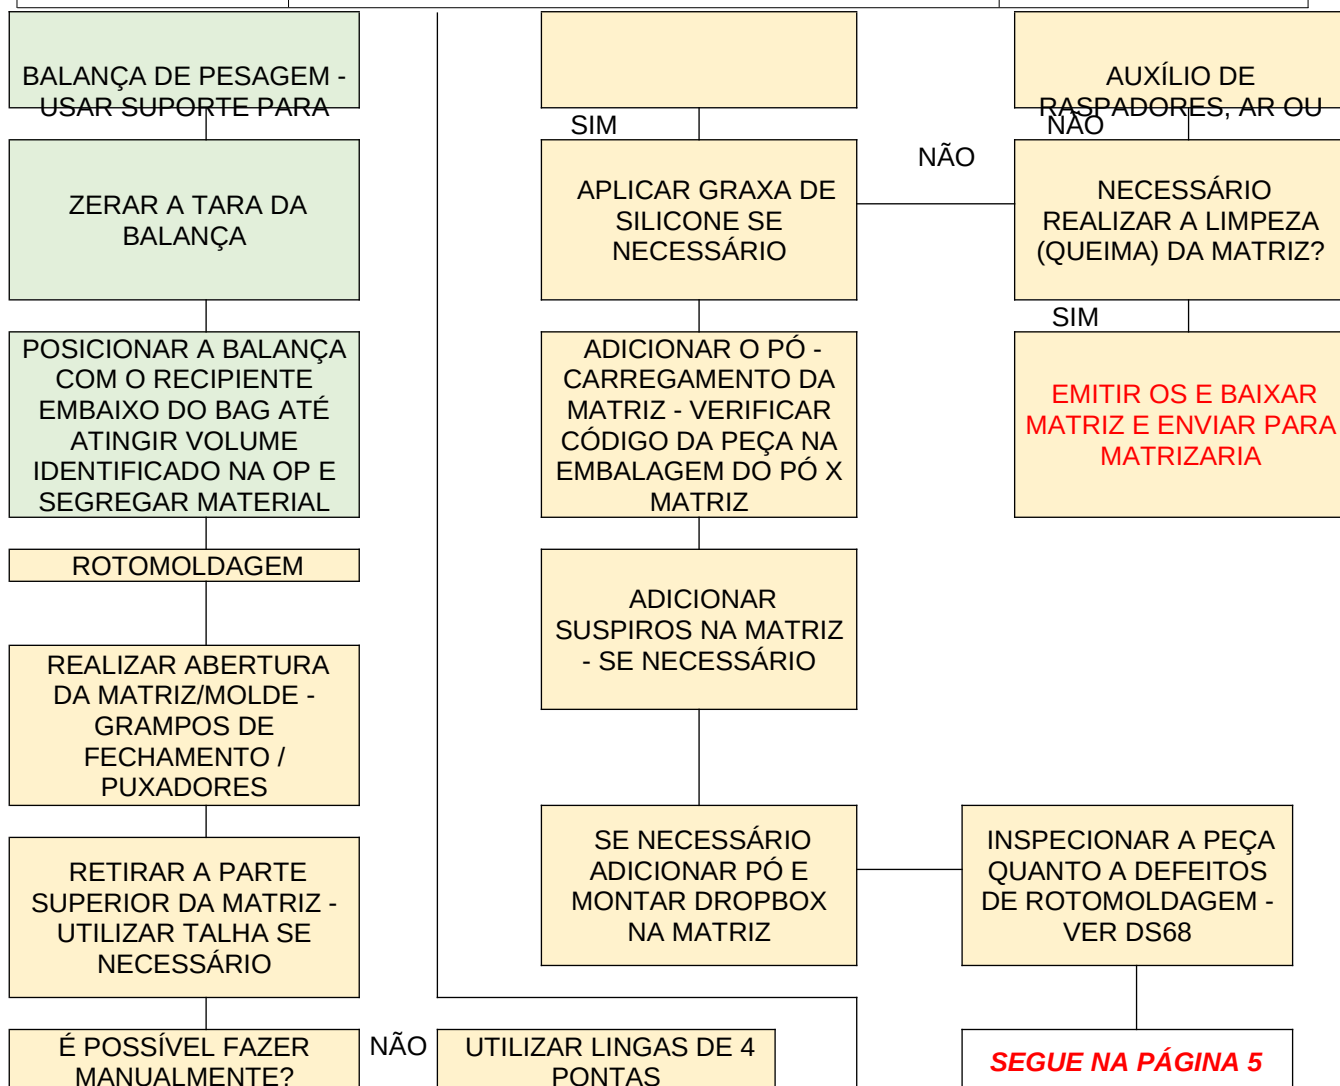 BALANÇA DE PESAGEM -
USAR SUPORTE PARA
ZERAR A TARA DA
BALANÇA
POSICIONAR A BALANÇA
COM O RECIPIENTE
EMBAIXO DO BAG ATÉ
ATINGIR VOLUME
IDENTIFICADO NA OP E
SEGREGAR MATERIAL
ROTOMOLDAGEM
REALIZAR ABERTURA
DA MATRIZ/MOLDE -
GRAMPOS DE
FECHAMENTO /
PUXADORES
RETIRAR A PARTE
SUPERIOR DA MATRIZ -
UTILIZAR TALHA SE
NECESSÁRIO
É POSSÍVEL FAZER
MANUALMENTE?
NÃO
UTILIZAR LINGAS DE 4
PONTAS
SIM
APLICAR GRAXA DE
SILICONE SE
NECESSÁRIO
NÃO
ADICIONAR O PÓ -
CARREGAMENTO DA
MATRIZ - VERIFICAR
CÓDIGO DA PEÇA NA
EMBALAGEM DO PÓ X
MATRIZ
ADICIONAR
SUSPIROS NA MATRIZ
- SE NECESSÁRIO
SE NECESSÁRIO
ADICIONAR PÓ E
MONTAR DROPBOX
NA MATRIZ
AUXÍLIO DE
RASPADORES, AR OU
NÃO
NECESSÁRIO
REALIZAR A LIMPEZA
(QUEIMA) DA MATRIZ?
SIM
EMITIR OS E BAIXAR
MATRIZ E ENVIAR PARA
MATRIZARIA
INSPECIONAR A PEÇA
QUANTO A DEFEITOS
DE ROTOMOLDAGEM -
VER DS68
SEGUE NA PÁGINA 5